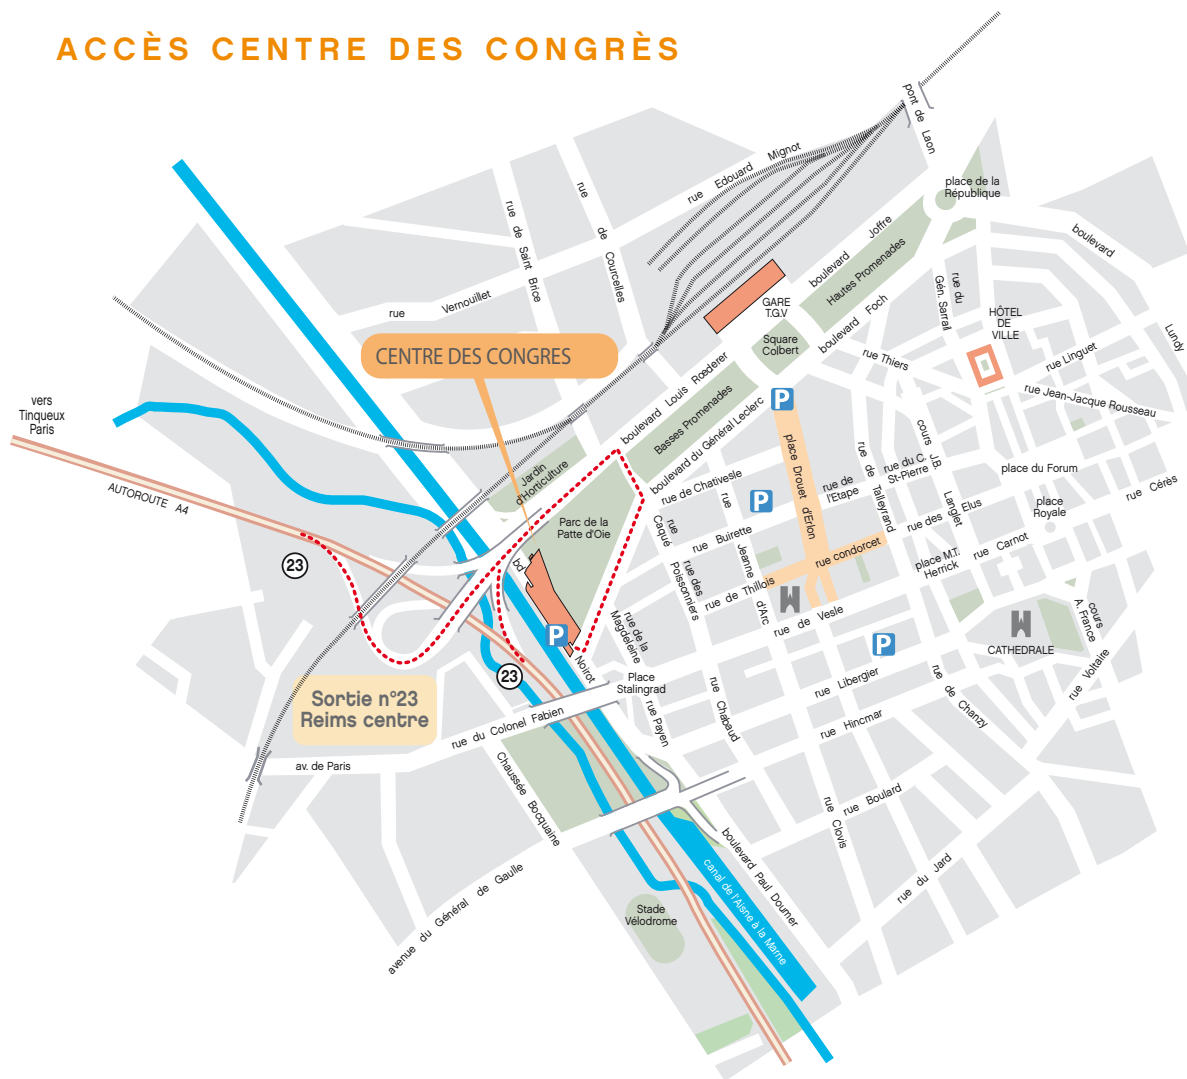 ACCÈS CENTRE DES CONGRÈS
pont de Laon
rue Edouard Mignot
place de la
République
rue de Saint Brice
rue de Courcelles
boulevard Joffre
Hautes Promenades
boulevard Foch
boulevard
Lundy
rue Vernouillet
GARE
T.G.V
rue du
Gén. Sarrail
HÔTEL
DE
VILLE
Square
Colbert
rue Thiers
rue Linguet
rue Jean-Jacque Rousseau
CENTRE DES CONGRES
boulevard Louis Rœderer
Basses Promenades
boulevard du Général Leclerc
P
vers
Tinqueux
Paris
AUTOROUTE A4
place Drouet d'Erlon
rue de Talleyrand
cours J.B. Langlet
rue du C.
St-Pierre
place du Forum
rue Cérès
place
Royale
Jardin
d'Horticulture
rue de Chativesle
P
rue de
l'Etape
rue des Elus
Parc de la
Patte d'Oie
rue Caqué
rue Buirette
rue Jeanne d'Arc
rue condorcet
place M.T.
Herrick
rue Carnot
23
bd Noirot
rue des Poissonniers
rue de Thillois
rue de Vesle
cours
A. France
CATHEDRALE
P
P
rue de la
Magdeleine
rue Voltaire
23
Place
Stalingrad
rue Libergier
rue de Chanzy
Sortie n°23
Reims centre
rue du Colonel Fabien
rue Payen
rue Chabaud
rue Hincmar
av. de Paris
Chaussée Bocquaine
rue Clovis
rue Boulard
boulevard Paul Doumer
canal de l'Aisne à la Marne
rue du Jard
avenue du Général de Gaulle
Stade
Vélodrome